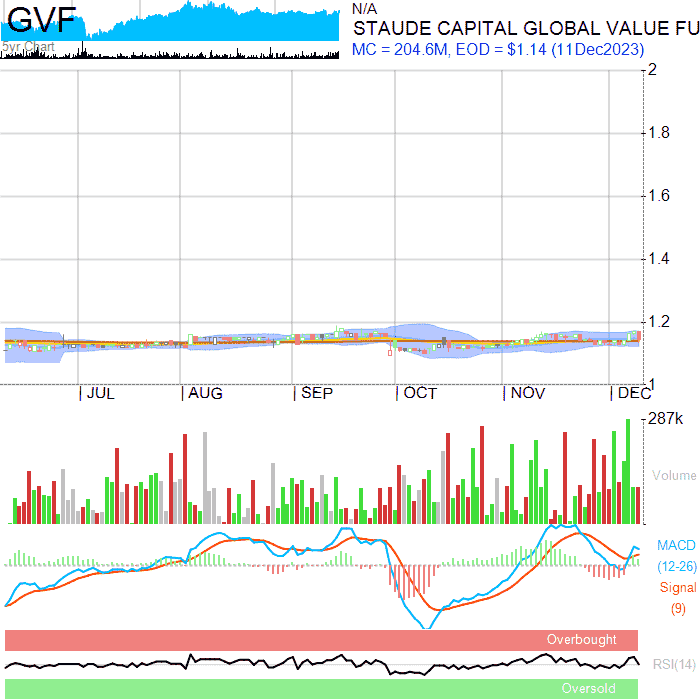 GVF
5yr Chart
N/A
STAUDE CAPITAL GLOBAL VALUE FU
MC = 204.6M, EOD = $1.14 (11Dec2023)
2
1.8
1.6
1.4
1.2
1
JUL AUG SEP OCT NOV DEC
287k
Volume
MACD
(12-26)
Signal
(9)
Overbought
RSI(14)
Oversold